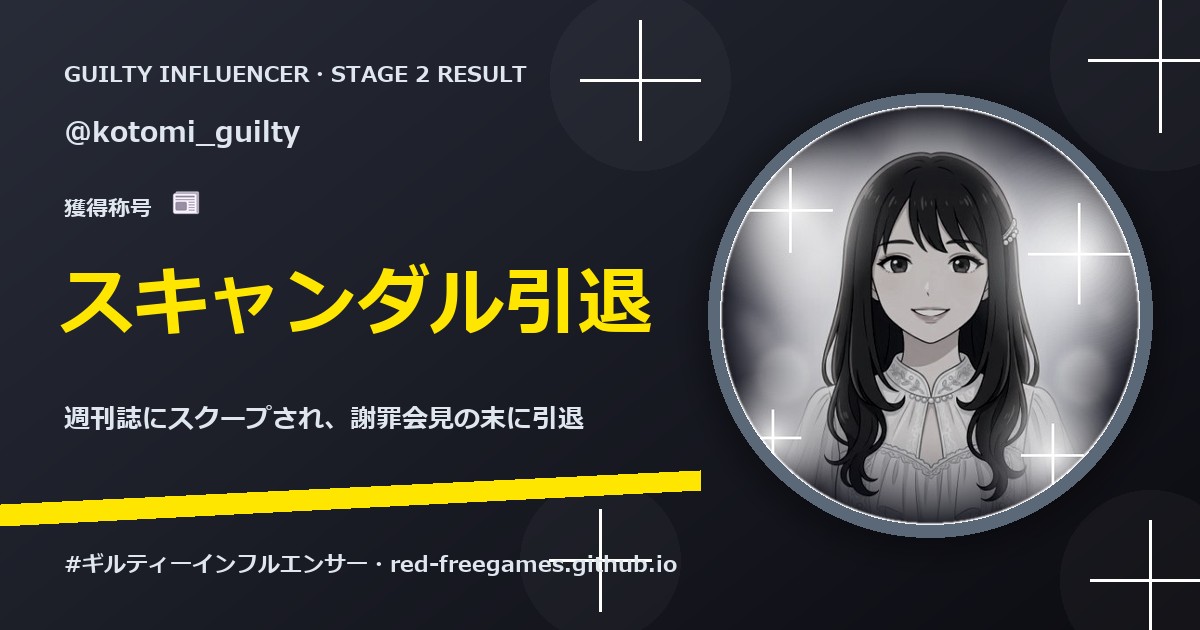 GUILTY INFLUENCER · STAGE 2 RESULT
@kotomi_guilty
獲得称号
スキャンダル引退
週刊誌にスクープされ、謝罪会見の末に引退
#ギルティーインフルエンサー · red-freegames.github.io